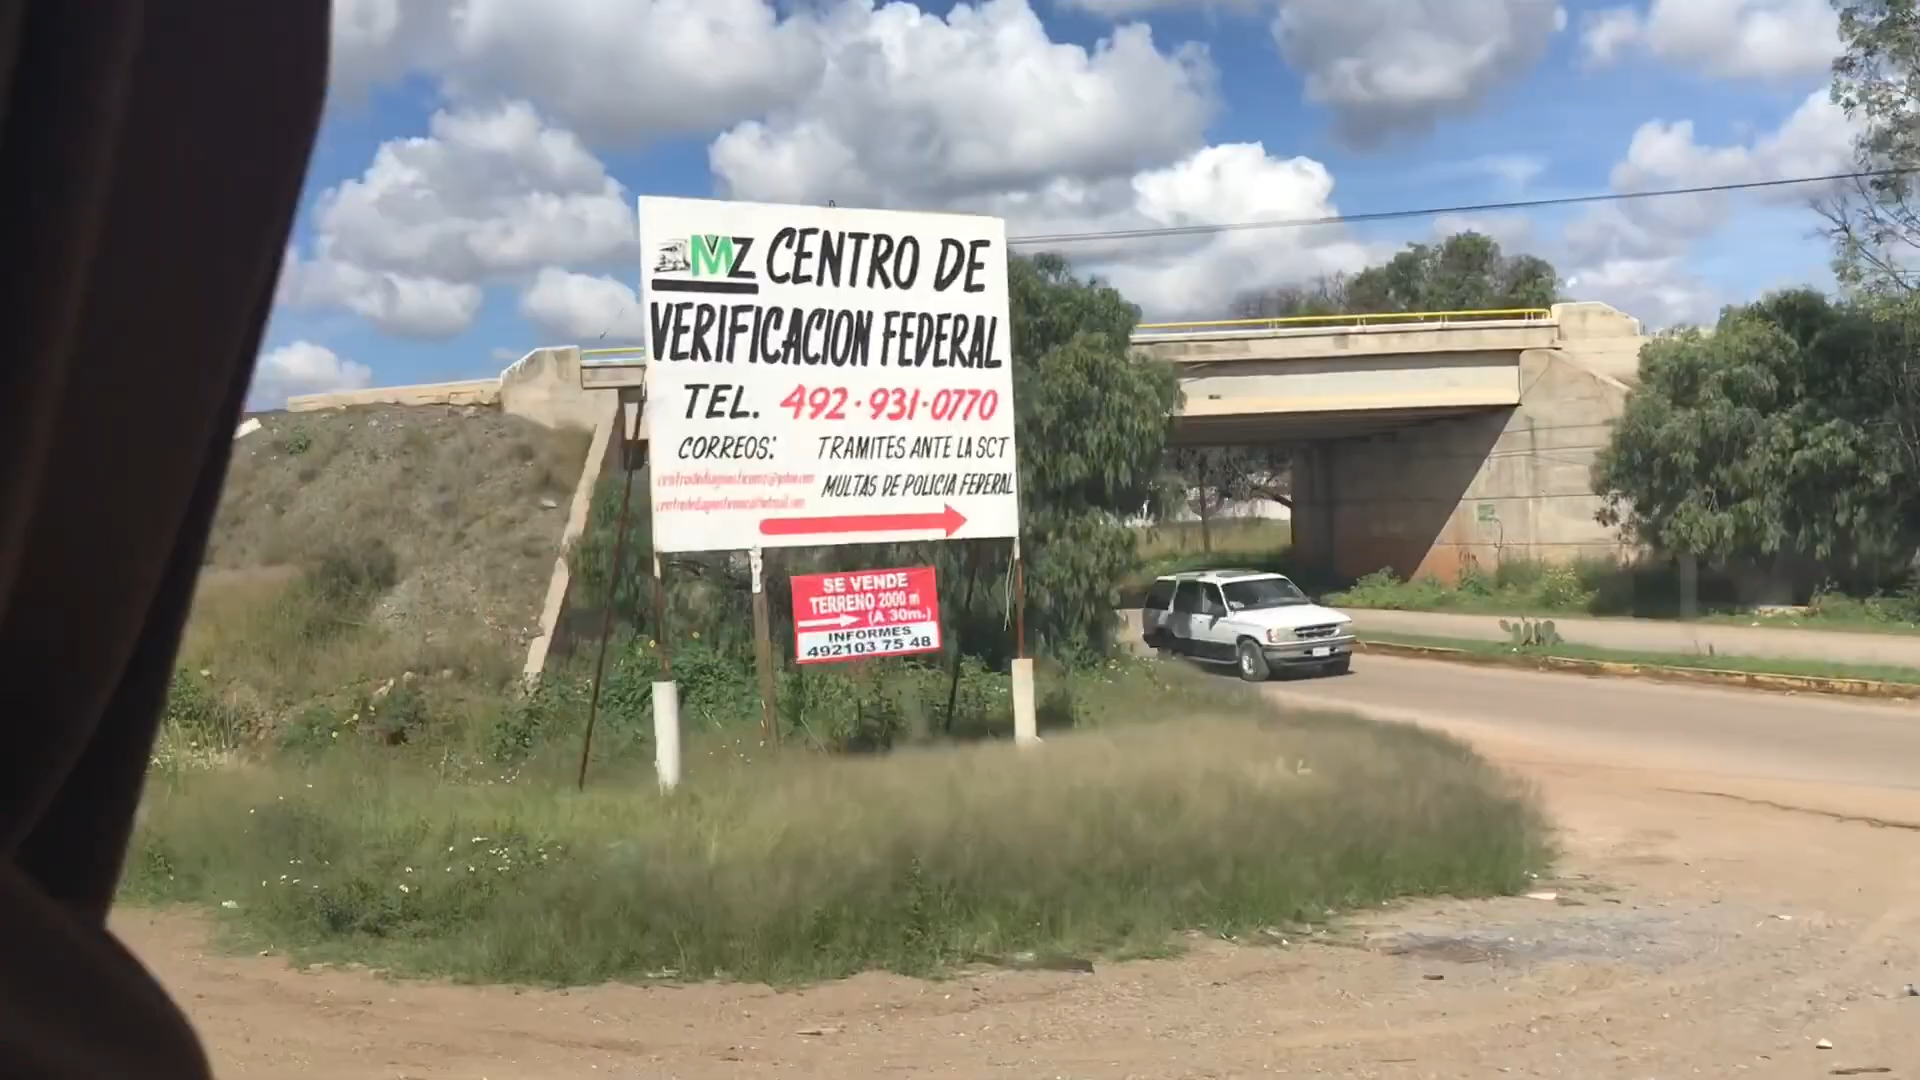 MZ CENTRO DE
VERIFICACION FEDERAL
TEL. 492·931·0770
CORREOS: TRAMITES ANTE LA SCT
MULTAS DE POLICIA FEDERAL
SE VENDE
TERRENO 2000 m
(A 30m.)
INFORMES
492103 75 48